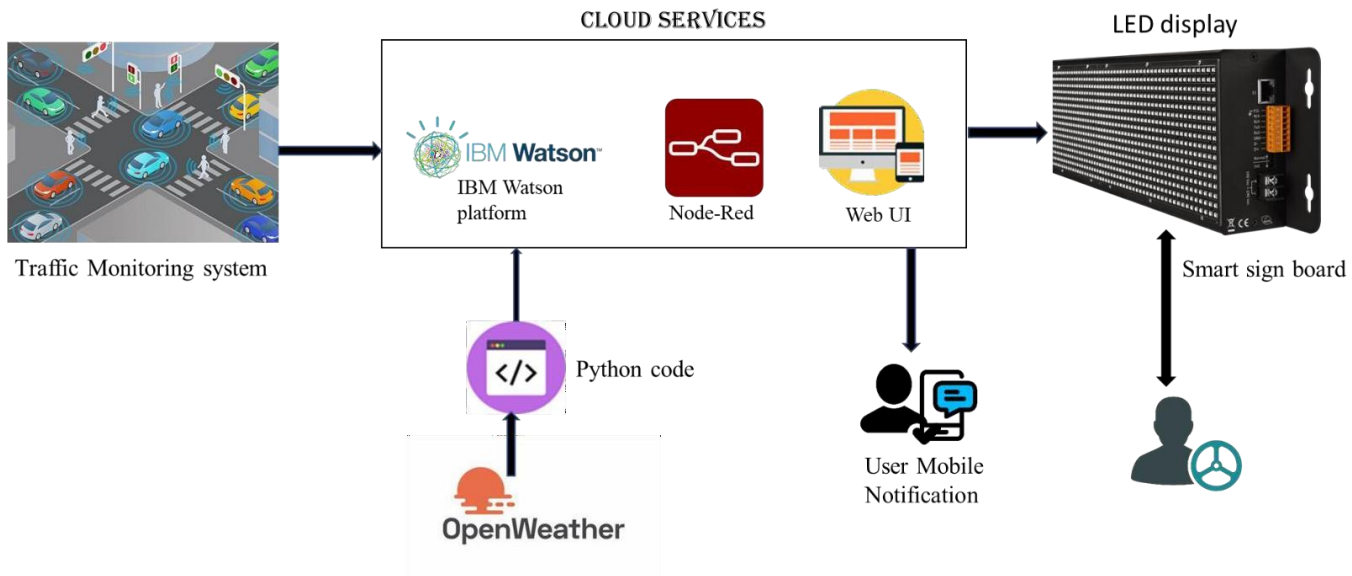 CLOUD SERVICES
LED display
IBM Watson™
IBM Watson
platform
Node-Red
Web UI
Traffic Monitoring system
Smart sign board
</>
Python code
User Mobile
Notification
OpenWeather